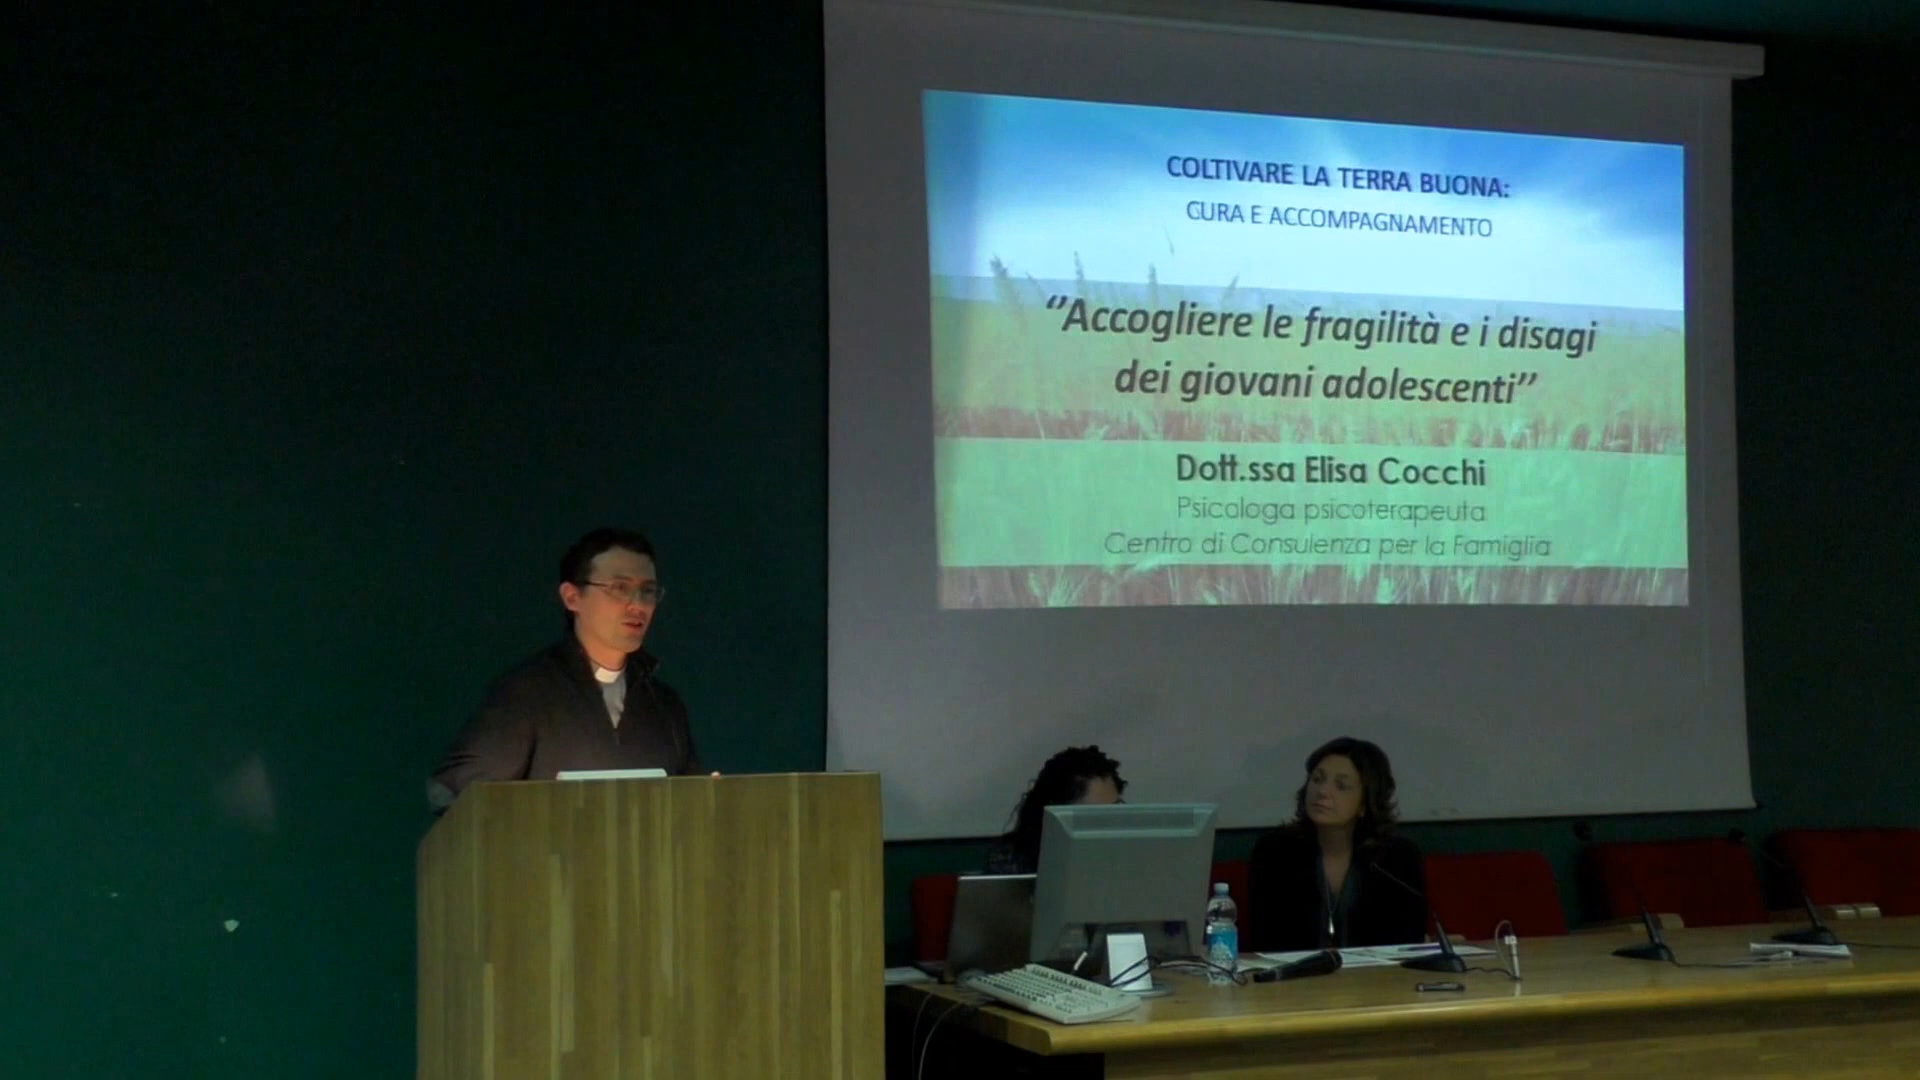 COLTIVARE LA TERRA BUONA:
CURA E ACCOMPAGNAMENTO
“Accogliere le fragilità e i disagi
dei giovani adolescenti”
Dott.ssa Elisa Cocchi
Psicologa psicoterapeuta
Centro di Consulenza per la Famiglia